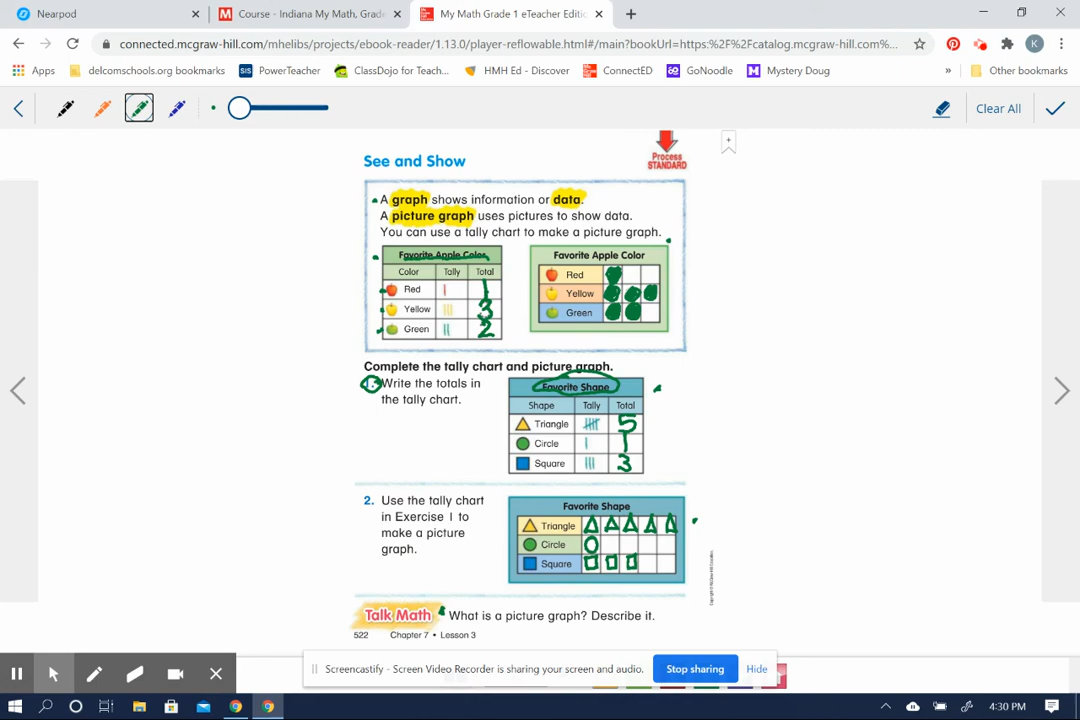 Nearpod
Course - Indiana My Math, Grade
My Math Grade 1 eTeacher Editi
connected.mcgraw-hill.com/mhelibs/projects/ebook-reader/1.13.0/player-reflowable.html#/main?bookUrl=https:%2F%2Fcatalog.mcgraw-hill.com%...
K
Apps delcomschools.org bookmarks SIS PowerTeacher ClassDojo for Teach... HMH Ed - Discover ConnectED GoNoodle M Mystery Doug » Other bookmarks
Clear All
See and Show
Process
STANDARD
A graph shows information or data.
A picture graph uses pictures to show data.
You can use a tally chart to make a picture graph.
Favorite Apple Color
Color Tally Total
Red 1
Yellow 3
Green 2
Favorite Apple Color
Red
Yellow
Green
Complete the tally chart and picture graph.
1. Write the totals in
the tally chart.
Favorite Shape
Shape Tally Total
Triangle 5
Circle 1
Square 3
2. Use the tally chart
in Exercise 1 to
make a picture
graph.
Favorite Shape
Triangle
Circle
Square
Talk Math What is a picture graph? Describe it.
522 Chapter 7 • Lesson 3
Screencastify - Screen Video Recorder is sharing your screen and audio. Stop sharing Hide
4:30 PM